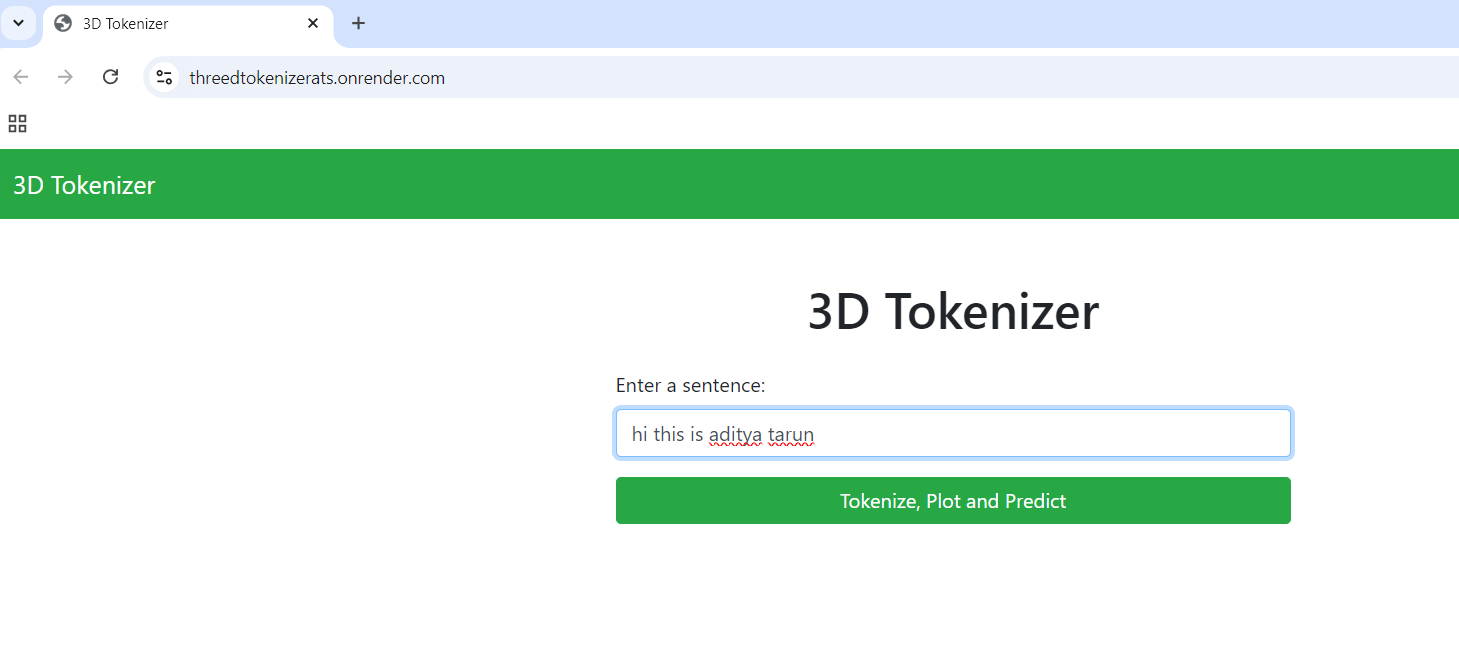 3D Tokenizer
threedtokenizerats.onrender.com
3D Tokenizer
3D Tokenizer
Enter a sentence:
hi this is aditya tarun
Tokenize, Plot and Predict